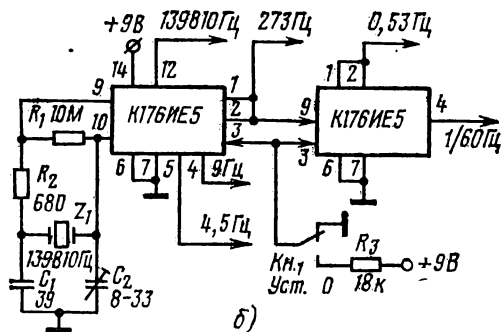 +9В
139810Гц
273Гц
0,53Гц
14
12
1
2
9
К176ИЕ5
1
2
3
9
3
К176ИЕ5
4
1/60Гц
R1 10М
10
6
7
5
4
9Гц
6
7
R2
680
Z1
139810Гц
4,5Гц
C1
39
C2
8-33
Кн.1
Уст. 0
R3
18к
+9В
б)